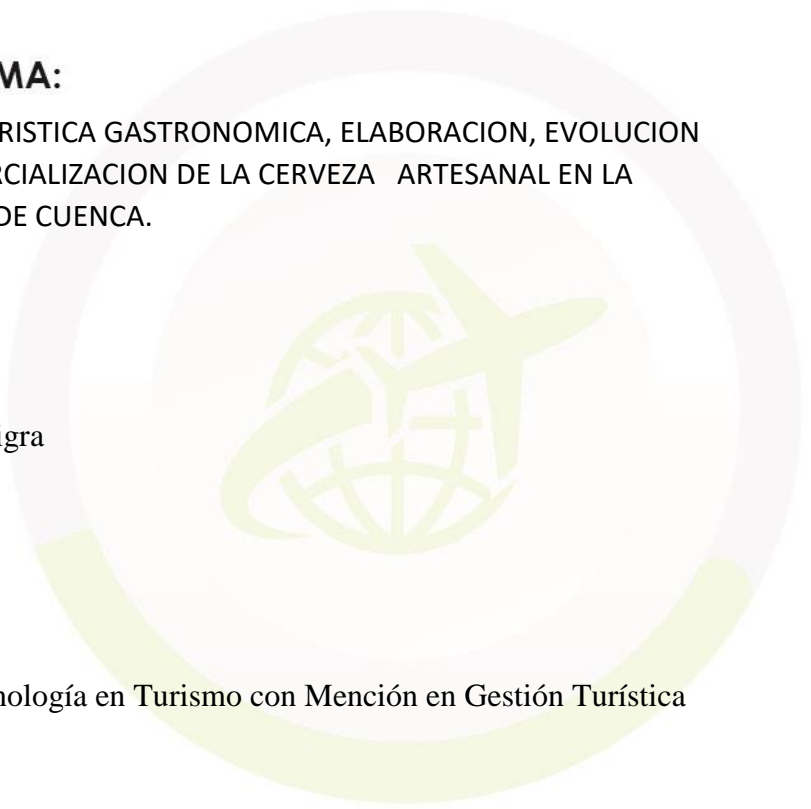 MA:
RISTICA GASTRONOMICA, ELABORACION, EVOLUCION
RCIALIZACION DE LA CERVEZA ARTESANAL EN LA
DE CUENCA.
igra
nología en Turismo con Mención en Gestión Turística